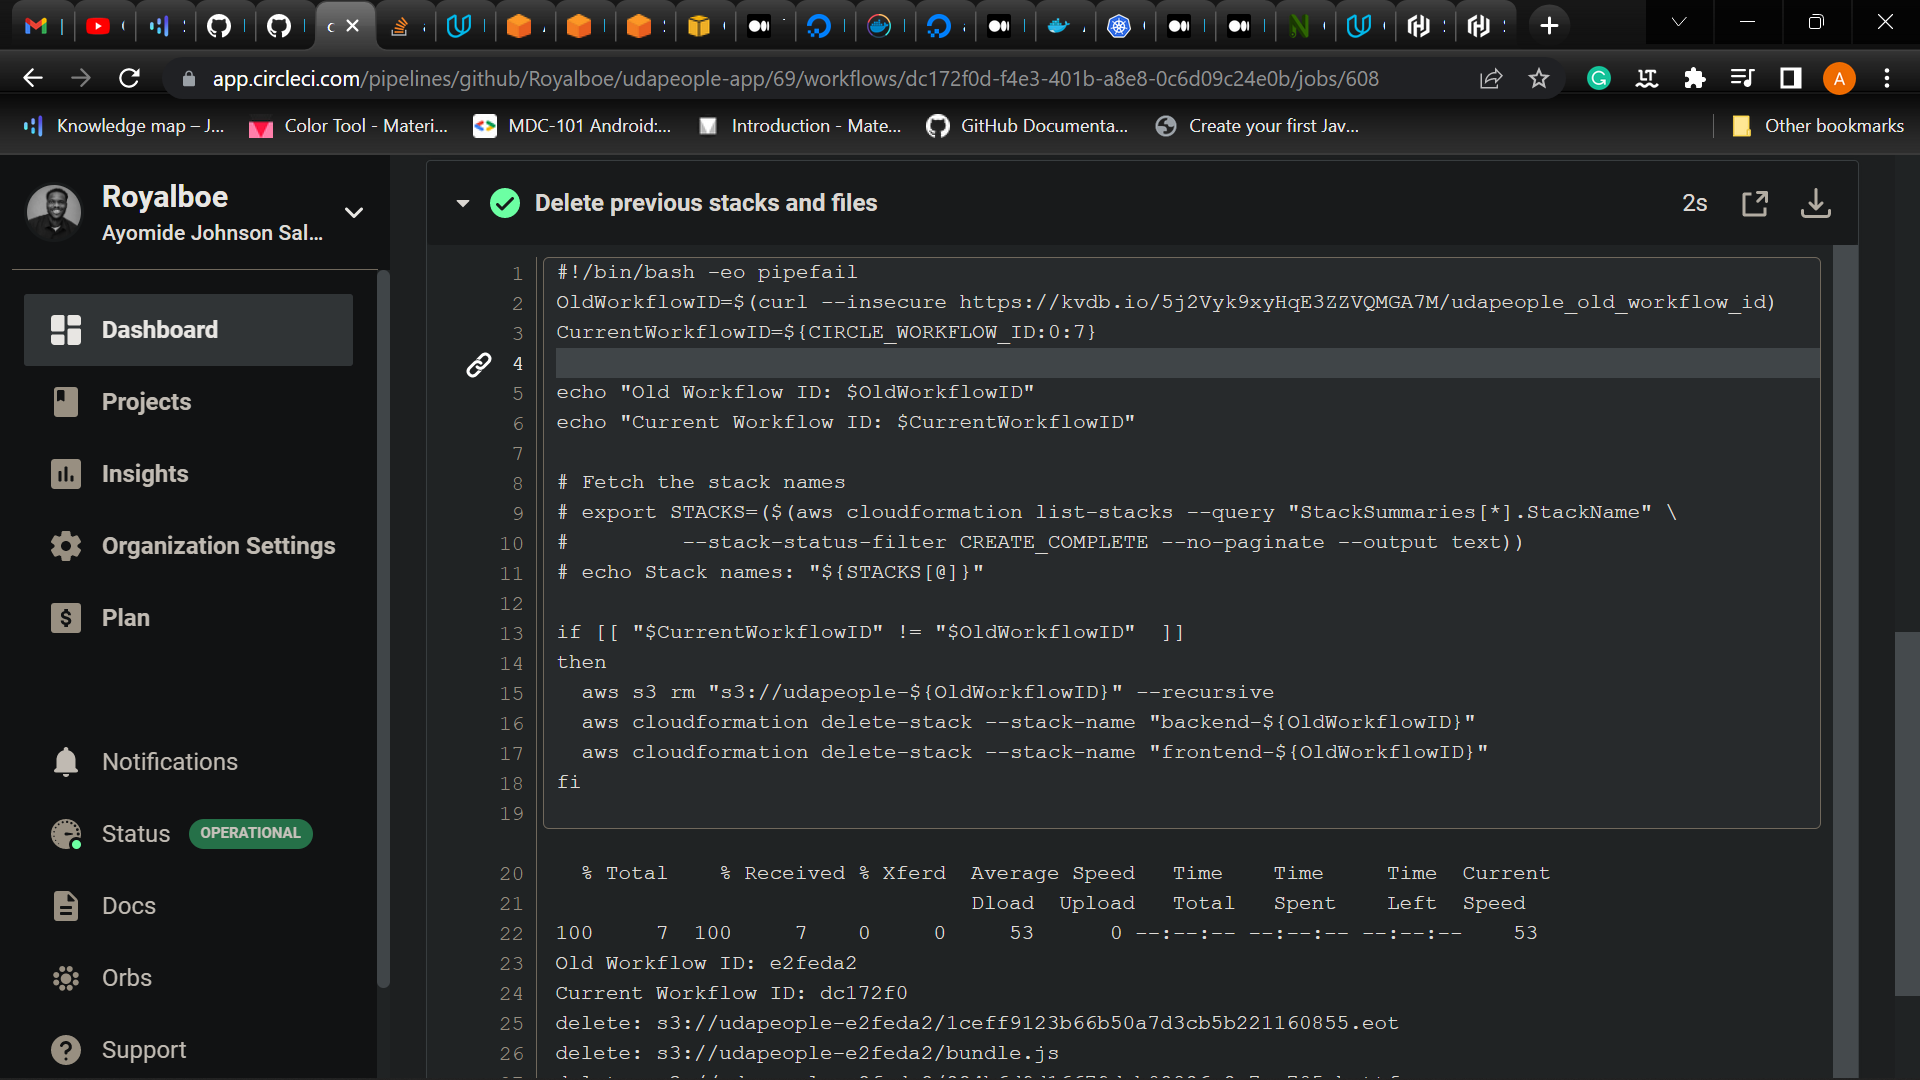 app.circleci.com/pipelines/github/Royalboe/udapeople-app/69/workflows/dc172f0d-f4e3-401b-a8e8-0c6d09c24e0b/jobs/608
A
Knowledge map – J...
Color Tool - Materi...
MDC-101 Android:...
Introduction - Mate...
GitHub Documenta...
Create your first Jav...
Other bookmarks
Royalboe
Ayomide Johnson Sal...
Dashboard
Projects
Insights
Organization Settings
Plan
Notifications
Status OPERATIONAL
Docs
Orbs
Support
Delete previous stacks and files
2s
1 #!/bin/bash -eo pipefail
2 OldWorkflowID=$(curl --insecure https://kvdb.io/5j2Vyk9xyHqE3ZZVQMGA7M/udapeople_old_workflow_id)
3 CurrentWorkflowID=${CIRCLE_WORKFLOW_ID:0:7}
4
5 echo "Old Workflow ID: $OldWorkflowID"
6 echo "Current Workflow ID: $CurrentWorkflowID"
7
8 # Fetch the stack names
9 # export STACKS=($(aws cloudformation list-stacks --query "StackSummaries[*].StackName" \
10 #         --stack-status-filter CREATE_COMPLETE --no-paginate --output text))
11 # echo Stack names: "${STACKS[@]}"
12
13 if [[ "$CurrentWorkflowID" != "$OldWorkflowID"  ]]
14 then
15   aws s3 rm "s3://udapeople-${OldWorkflowID}" --recursive
16   aws cloudformation delete-stack --stack-name "backend-${OldWorkflowID}"
17   aws cloudformation delete-stack --stack-name "frontend-${OldWorkflowID}"
18 fi
19
20   % Total    % Received % Xferd  Average Speed   Time    Time     Time  Current
21                                  Dload  Upload   Total   Spent    Left  Speed
22 100     7  100     7    0     0     53      0 --:--:-- --:--:-- --:--:--    53
23 Old Workflow ID: e2feda2
24 Current Workflow ID: dc172f0
25 delete: s3://udapeople-e2feda2/1ceff9123b66b50a7d3cb5b221160855.eot
26 delete: s3://udapeople-e2feda2/bundle.js